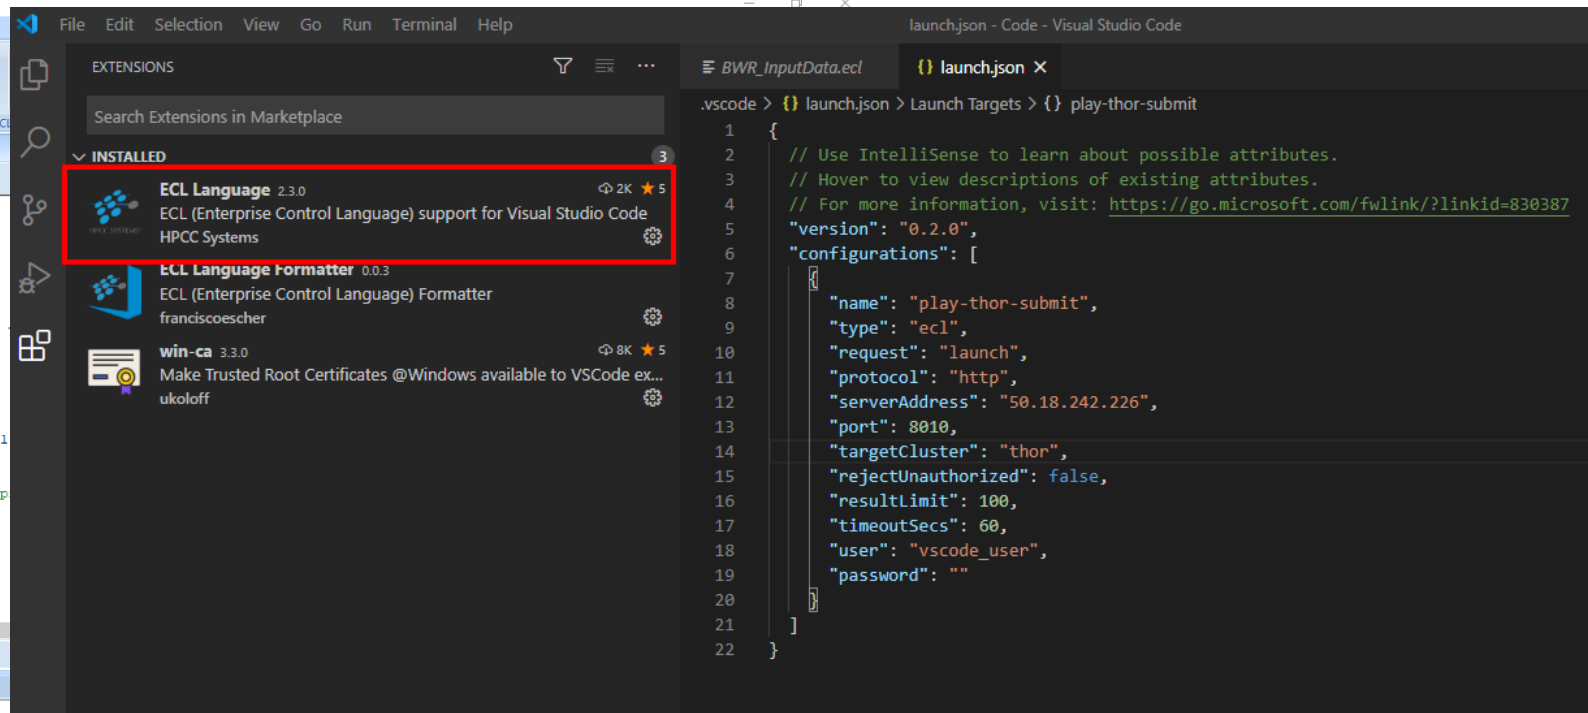 File Edit Selection View Go Run Terminal Help
launch.json - Code - Visual Studio Code
EXTENSIONS
Search Extensions in Marketplace
INSTALLED 3
ECL Language 2.3.0 2K 5
ECL (Enterprise Control Language) support for Visual Studio Code
HPCC Systems
HPCC SYSTEMS
ECL Language Formatter 0.0.3
ECL (Enterprise Control Language) Formatter
franciscoescher
win-ca 3.3.0 8K 5
Make Trusted Root Certificates @Windows available to VSCode ex...
ukoloff
BWR_InputData.ecl {} launch.json
.vscode > {} launch.json > Launch Targets > {} play-thor-submit
1 {
2 // Use IntelliSense to learn about possible attributes.
3 // Hover to view descriptions of existing attributes.
4 // For more information, visit: https://go.microsoft.com/fwlink/?linkid=830387
5 "version": "0.2.0",
6 "configurations": [
7 {
8 "name": "play-thor-submit",
9 "type": "ecl",
10 "request": "launch",
11 "protocol": "http",
12 "serverAddress": "50.18.242.226",
13 "port": 8010,
14 "targetCluster": "thor",
15 "rejectUnauthorized": false,
16 "resultLimit": 100,
17 "timeoutSecs": 60,
18 "user": "vscode_user",
19 "password": ""
20 }
21 ]
22 }